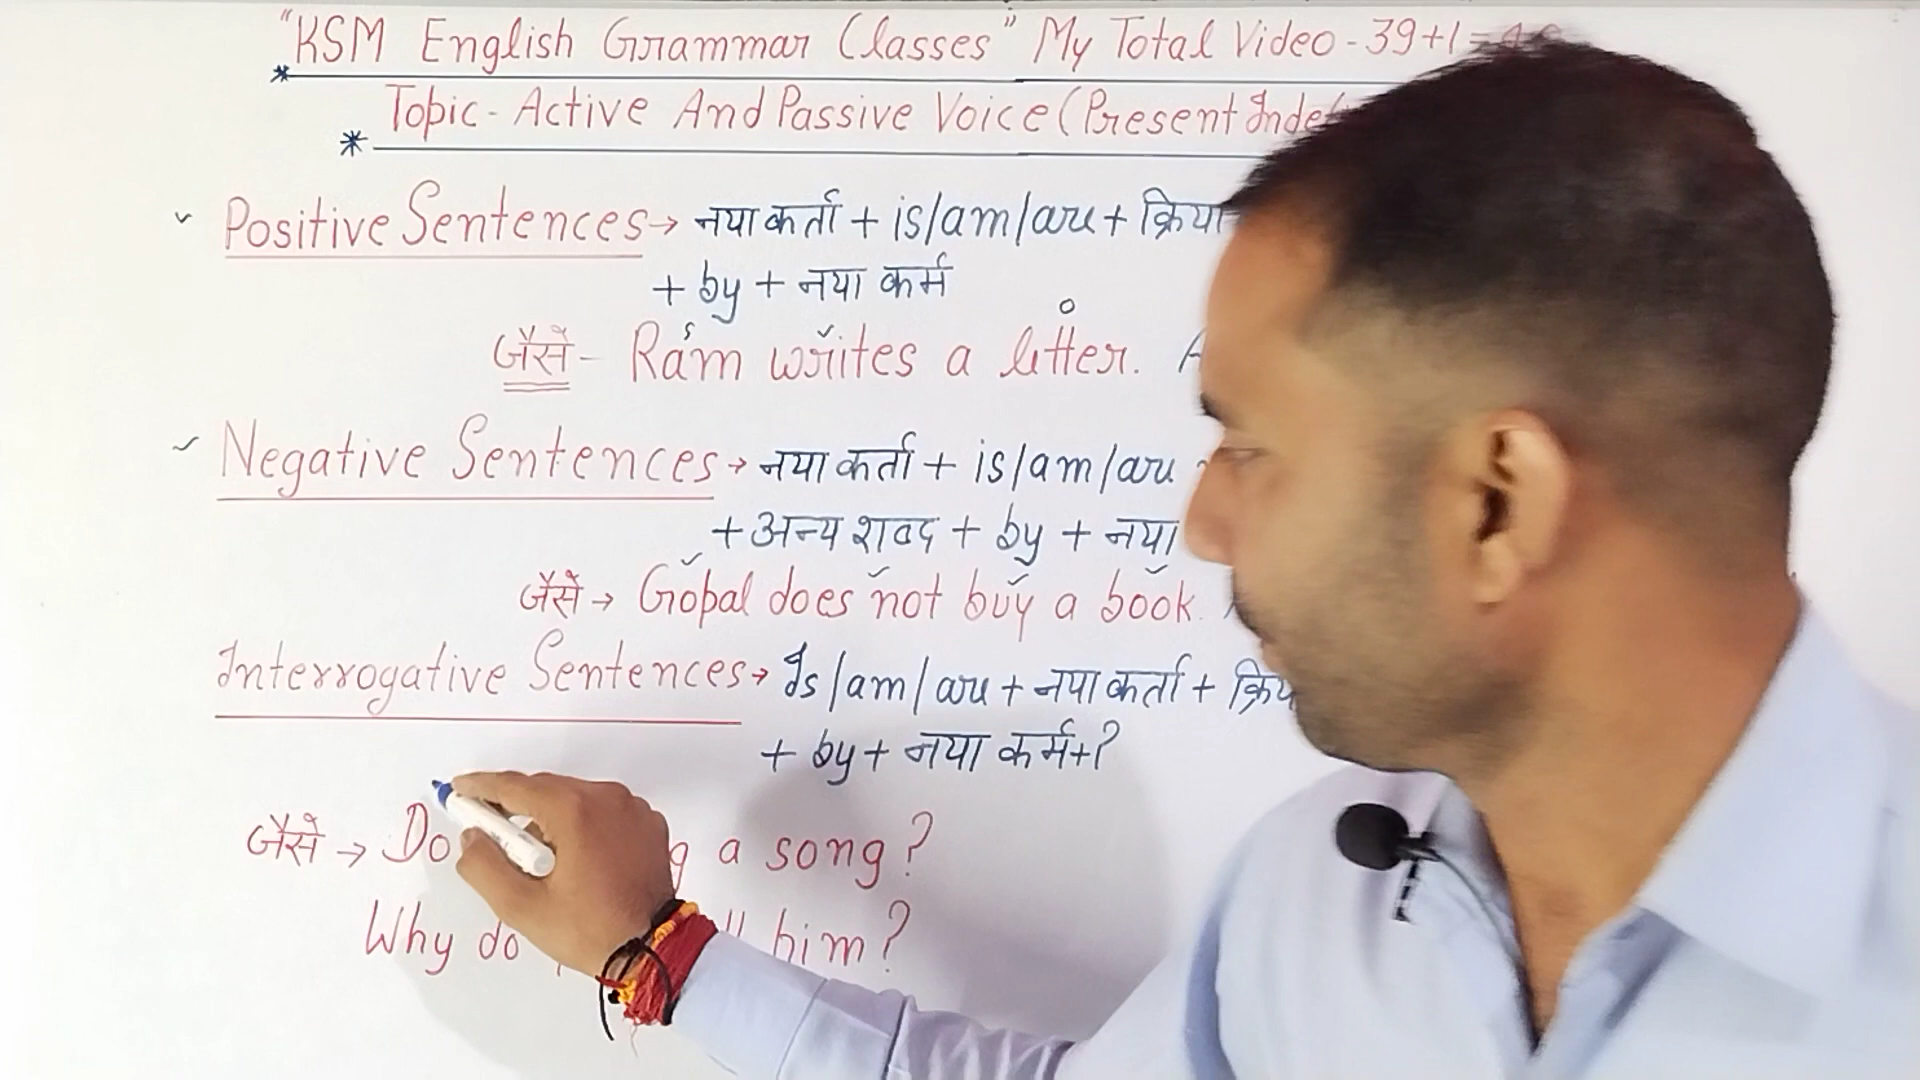 "KSM English Grammar Classes" My Total Video - 39+1=40
* Topic - Active And Passive Voice (Present
Positive Sentences → नया कर्ता + is/am/are + क्रिया
+ by + नया कर्म
जैसे - Ram writes a letter.
Negative Sentences → नया कर्ता + is/am/are
+ अन्य शब्द + by + नया
जैसे → Gopal does not buy a book.
Interrogative Sentences → Is/am/are + नया कर्ता +
+ by + नया कर्म+?
जैसे → Do a song?
Why do him?